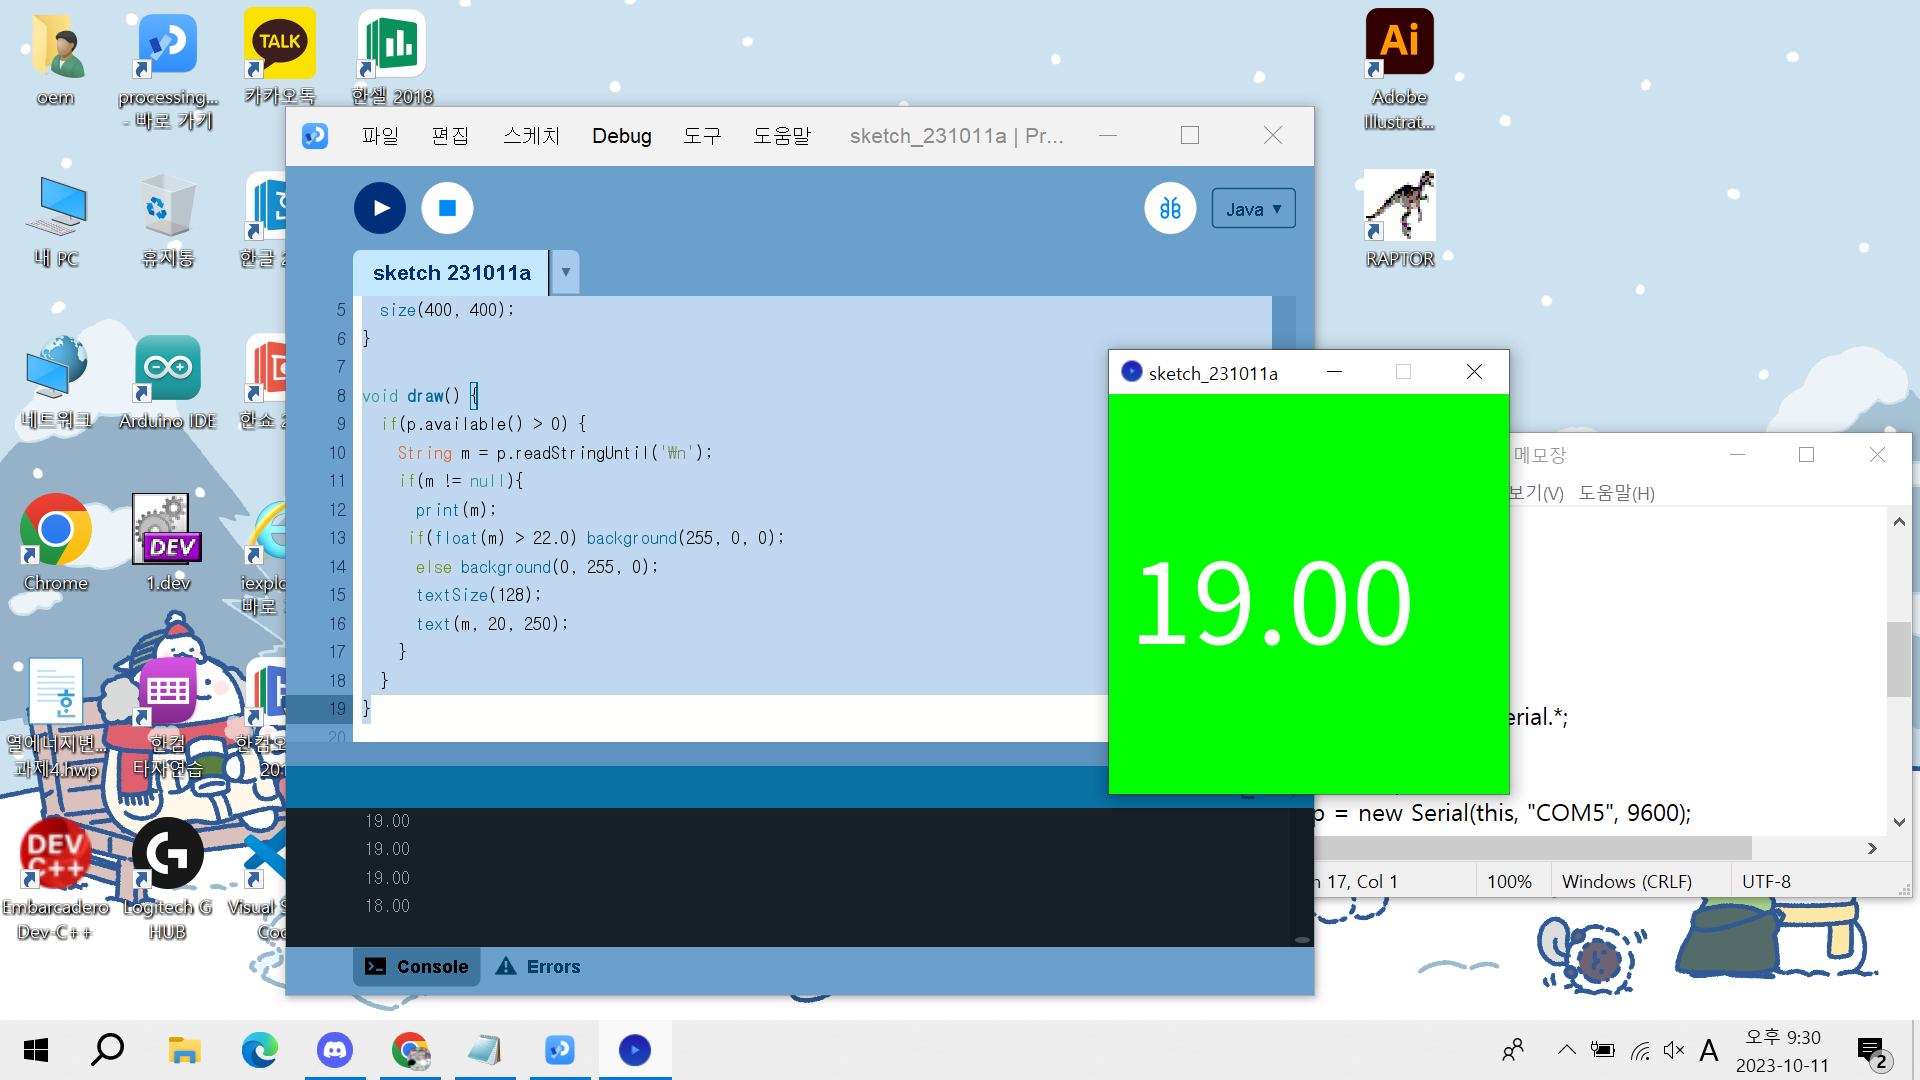 oem
processing...
- 바로 가기
TALK
카카오톡
한셀 2018
Ai
Adobe
Illustrat...
내 PC
휴지통
한글 2
RAPTOR
네트워크
Arduino IDE
한쇼 2
Chrome
DEV
1.dev
iexplo
바로
열에너지변...
과제4.hwp
한컴
타자연습
한컴오
201
DEV
C++
Embarcadero
Dev-C++
Logitech G
HUB
Visual S
Coc
파일 편집 스케치 Debug 도구 도움말 sketch_231011a | Pr...
Java ▾
sketch 231011a
5 size(400, 400);
6 }
7
8 void draw() {
9 if(p.available() > 0) {
10 String m = p.readStringUntil('₩n');
11 if(m != null){
12 print(m);
13 if(float(m) > 22.0) background(255, 0, 0);
14 else background(0, 255, 0);
15 textSize(128);
16 text(m, 20, 250);
17 }
18 }
19 }
20
19.00
19.00
19.00
18.00
Console
Errors
sketch_231011a
19.00
메모장
보기(V) 도움말(H)
erial.*;
p = new Serial(this, "COM5", 9600);
n 17, Col 1 100% Windows (CRLF) UTF-8
A
오후 9:30
2023-10-11
2